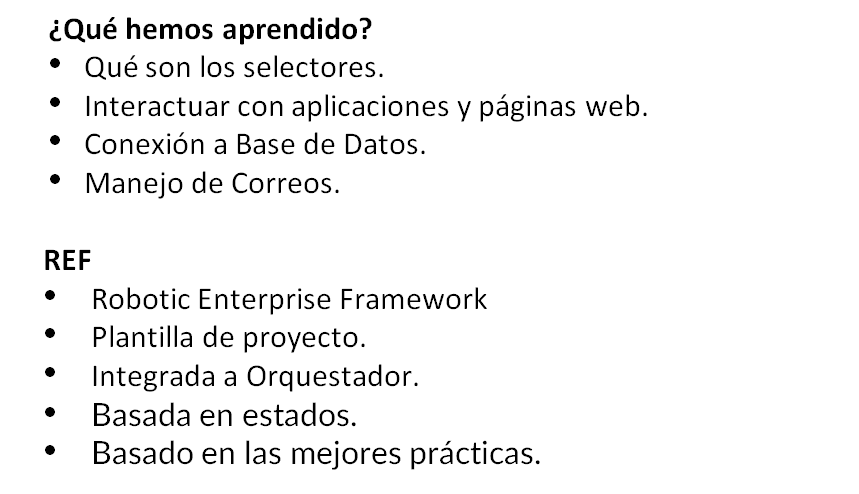 ¿Qué hemos aprendido?
• Qué son los selectores.
• Interactuar con aplicaciones y páginas web.
• Conexión a Base de Datos.
• Manejo de Correos.
REF
• Robotic Enterprise Framework
• Plantilla de proyecto.
• Integrada a Orquestador.
• Basada en estados.
• Basado en las mejores prácticas.